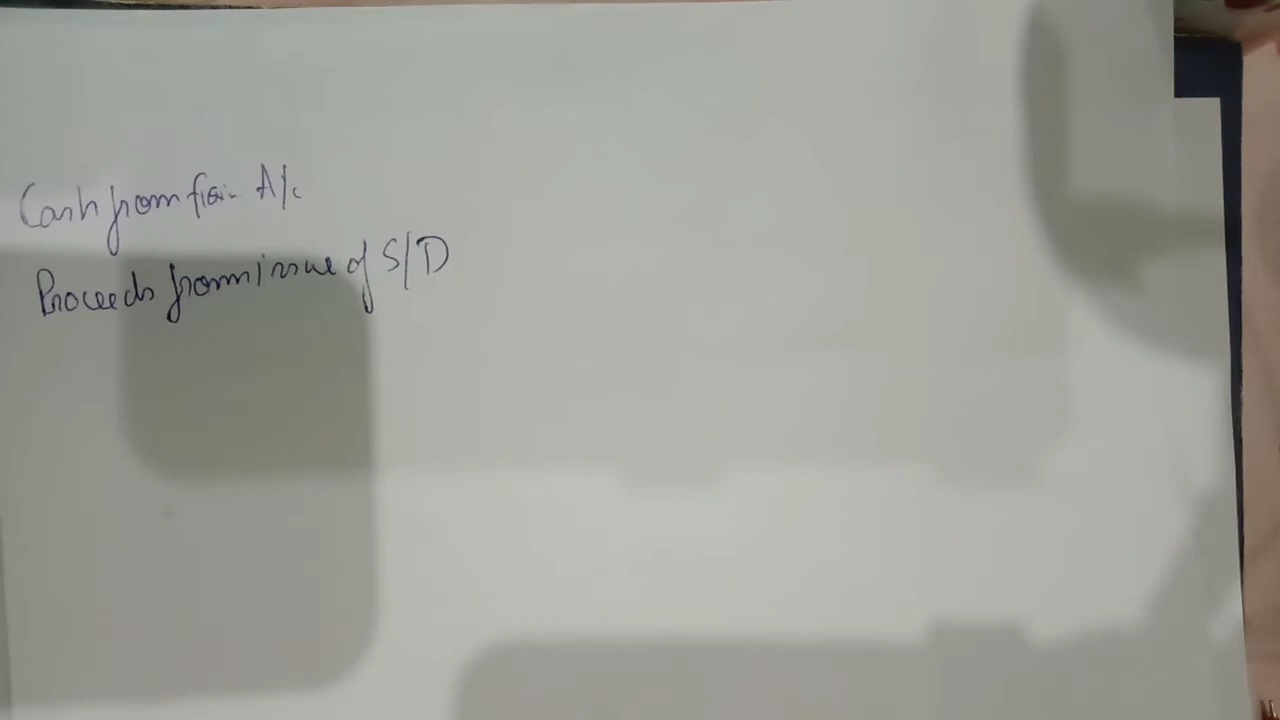 Cash from fin. A/c
Proceeds from issue of S/D